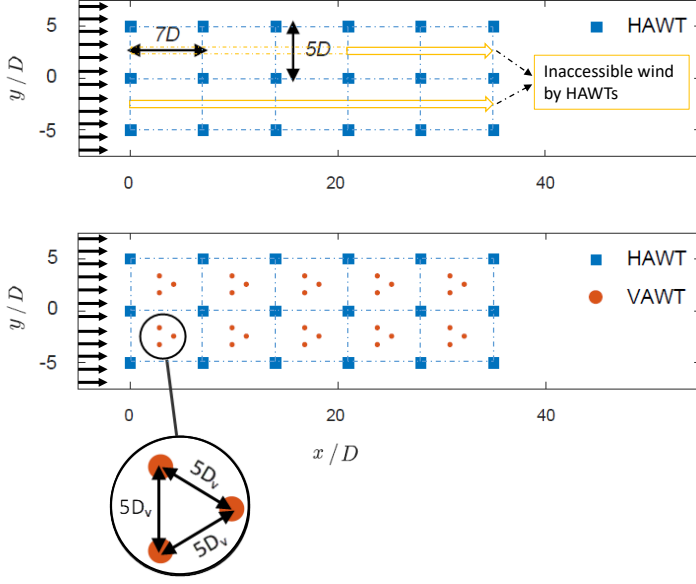 5
0
-5
y / D
7D
5D
HAWT
Inaccessible wind
by HAWTs
0
20
40
5
0
-5
y / D
HAWT
VAWT
0
20
40
x / D
5Dv
5Dv
5Dv